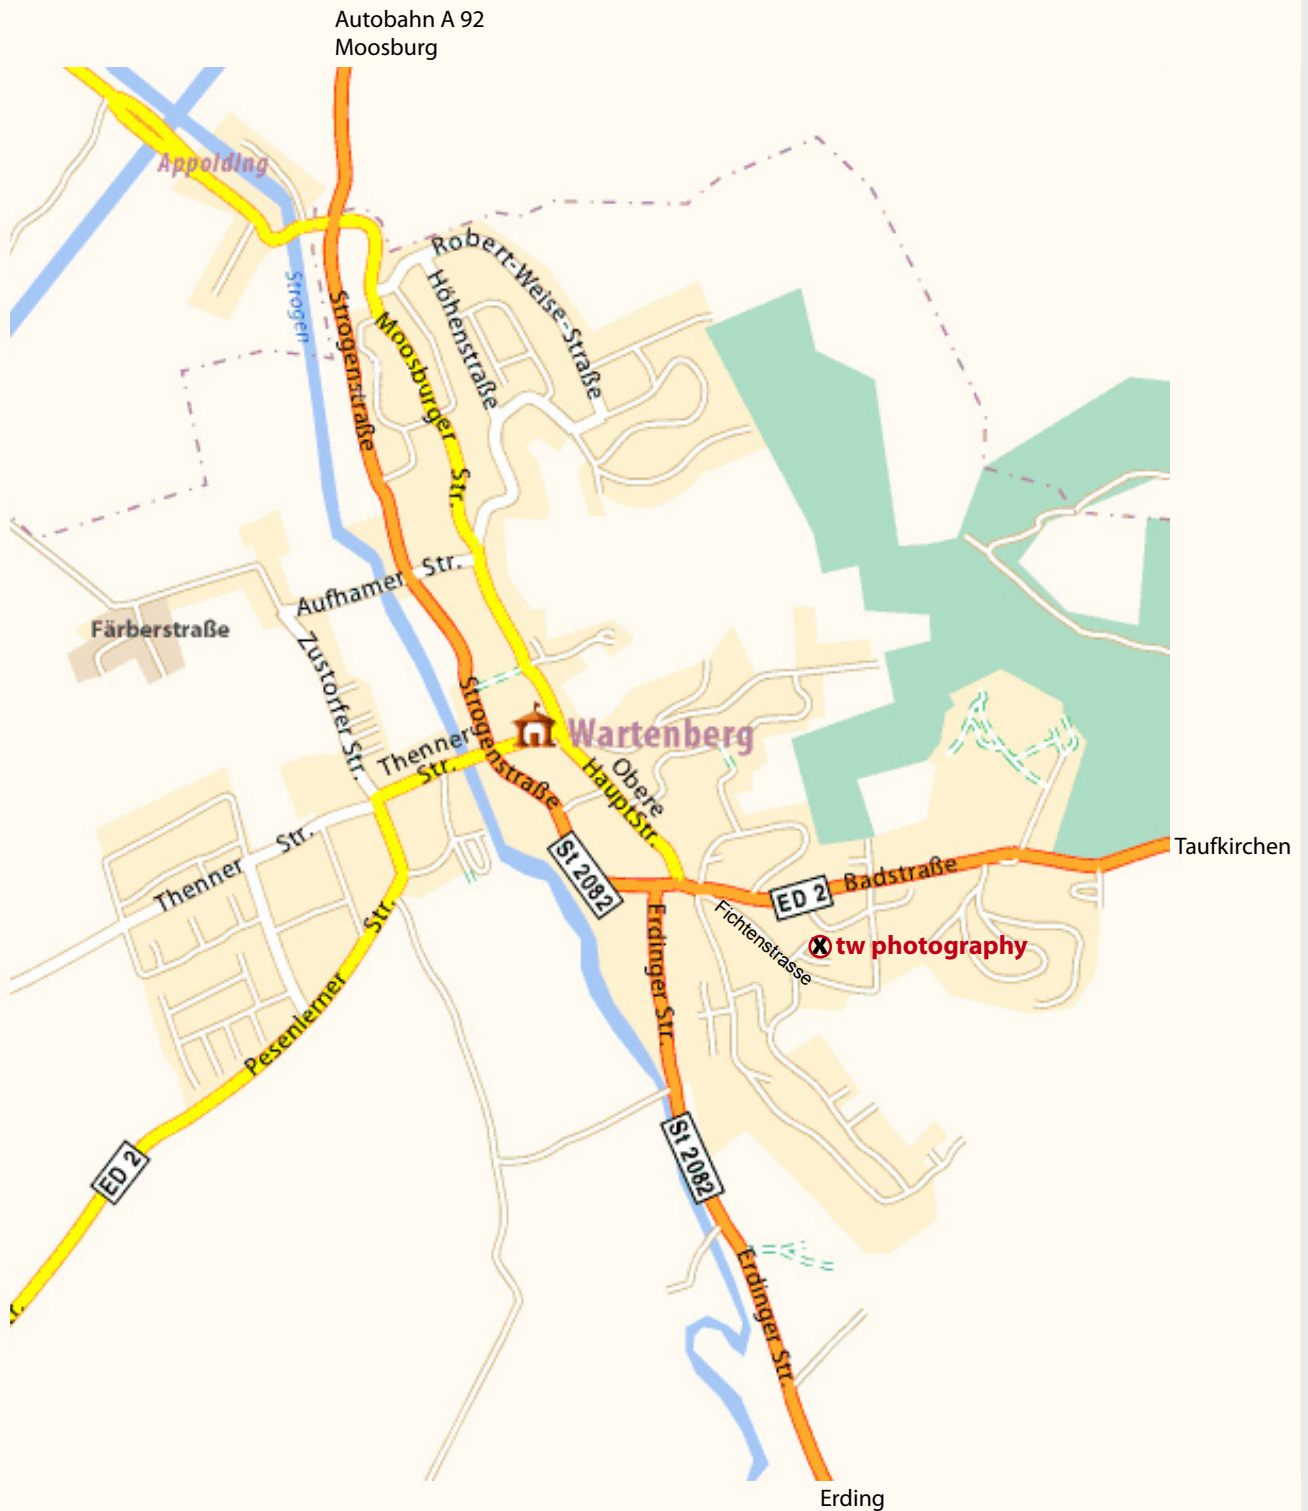 Autobahn A 92
Moosburg
Appolding
Strogen
Robert-Weise-Straße
Höhenstraße
Strogenstraße
Moosburger Str.
Aufhamer Str.
Färberstraße
Zustorfer Str.
Strogenstraße
Wartenberg
Thenner Str.
Obere
HauptStr.
Thenner Str.
St 2082
Taufkirchen
Badstraße
ED 2
Fichtenstrasse
X tw photography
Erdinger Str.
Pesenlerner Str.
St 2082
ED 2
Erdinger Str.
r.
Erding